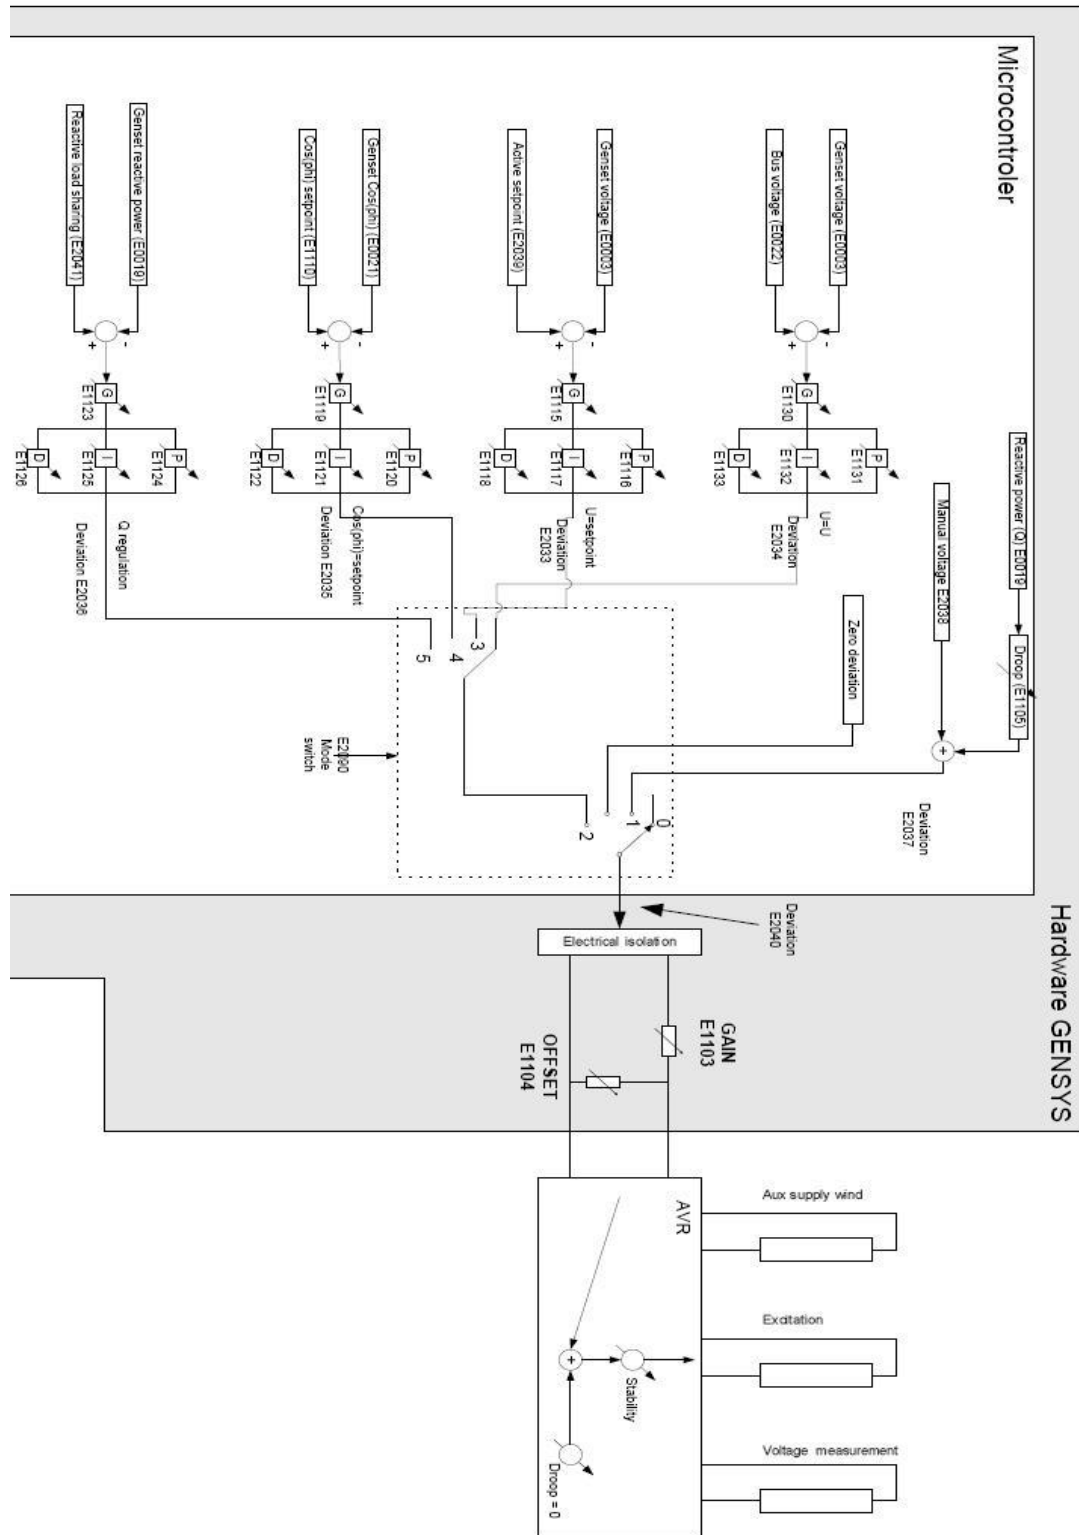 Hardware GENSYS
Microcontroler
Reactive power (Q) E0019
Droop (E1105)
Manual voltage E2038
+
Deviation
E2037
Zero deviation
Genset voltage (E0003)
Bus voltage (E0022)
-
+
G
E1130
P
E1131
I
E1132
D
E1133
U=U
Deviation
E2034
Genset voltage (E0003)
Active setpoint (E2039)
-
+
G
E1115
P
E1116
I
E1117
D
E1118
U=setpoint
Deviation
E2033
Genset Cos(phi) (E0021)
Cos(phi) setpoint (E1110)
-
+
G
E1119
P
E1120
I
E1121
D
E1122
Cos(phi)=setpoint
Deviation E2035
Genset reactive power (E0019)
Reactive load sharing (E2041)
-
+
G
E1123
P
E1124
I
E1125
D
E1126
Q regulation
Deviation E2036
3
4
5
0
1
2
E2090
Mode
switch
Deviation
E2040
Electrical isolation
GAIN
E1103
OFFSET
E1104
AVR
+
Stability
Droop = 0
Aux supply wind
Excitation
Voltage measurement